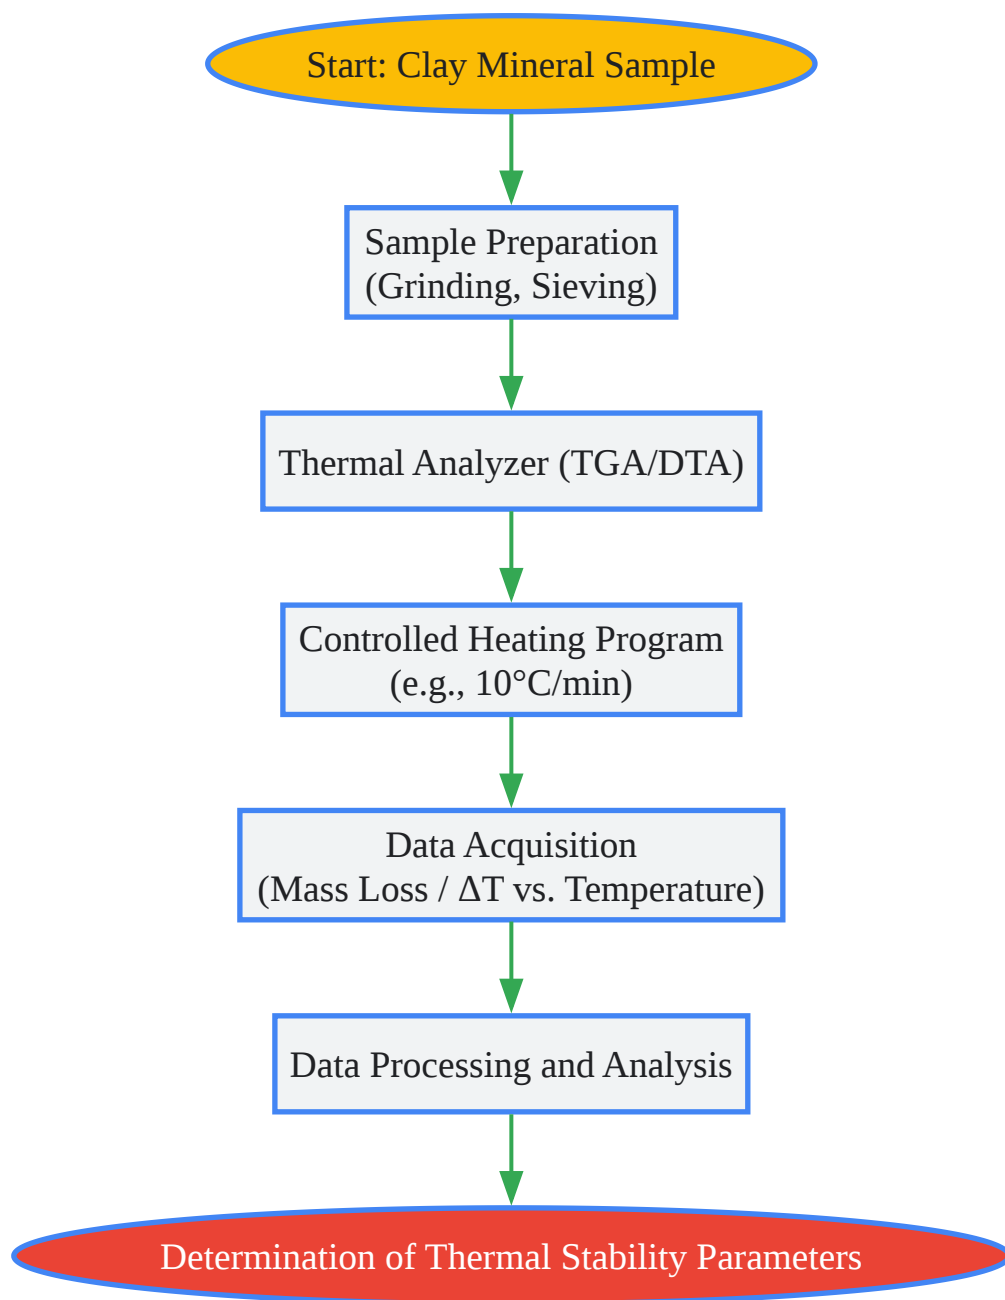 Start: Clay Mineral Sample
Sample Preparation
(Grinding, Sieving)
Thermal Analyzer (TGA/DTA)
Controlled Heating Program
(e.g., 10°C/min)
Data Acquisition
(Mass Loss / ΔT vs. Temperature)
Data Processing and Analysis
Determination of Thermal Stability Parameters